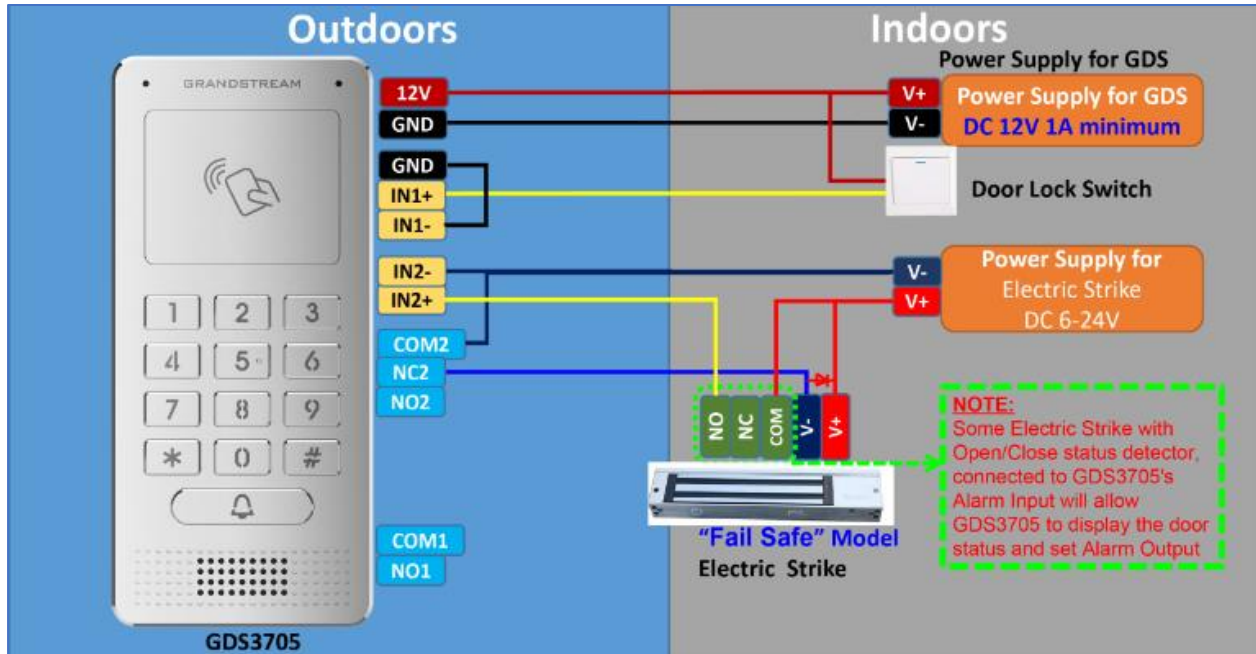 Outdoors
Indoors
GRANDSTREAM
12V
GND
GND
IN1+
IN1-
IN2-
IN2+
COM2
NC2
NO2
COM1
NO1
1 2 3
4 5 6
7 8 9
* 0 #
GDS3705
Power Supply for GDS
V+
V-
Power Supply for GDS
DC 12V 1A minimum
Door Lock Switch
V-
V+
Power Supply for
Electric Strike
DC 6-24V
NO
NC
COM
V-
V+
"Fail Safe" Model
Electric Strike
NOTE:
Some Electric Strike with
Open/Close status detector,
connected to GDS3705's
Alarm Input will allow
GDS3705 to display the door
status and set Alarm Output